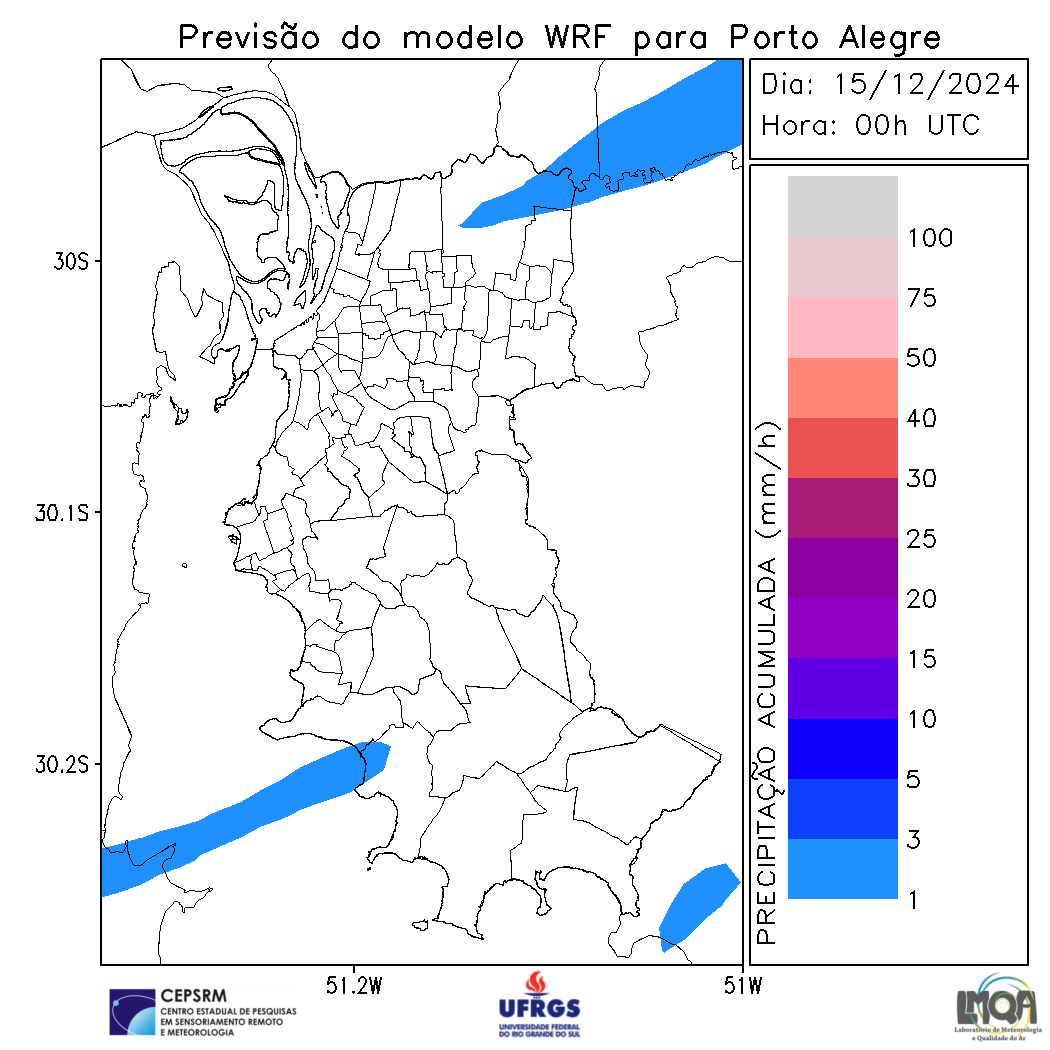 Previsão do modelo WRF para Porto Alegre
Dia: 15/12/2024
Hora: 00h UTC
30S
30.1S
30.2S
51.2W
51W
PRECIPITAÇÃO ACUMULADA (mm/h)
100
75
50
40
30
25
20
15
10
5
3
1
CEPSRM
CENTRO ESTADUAL DE PESQUISAS
EM SENSORIAMENTO REMOTO
E METEOROLOGIA
UFRGS
UNIVERSIDADE FEDERAL
DO RIO GRANDE DO SUL
LMQA
Laboratório de Meteorologia
e Qualidade do Ar